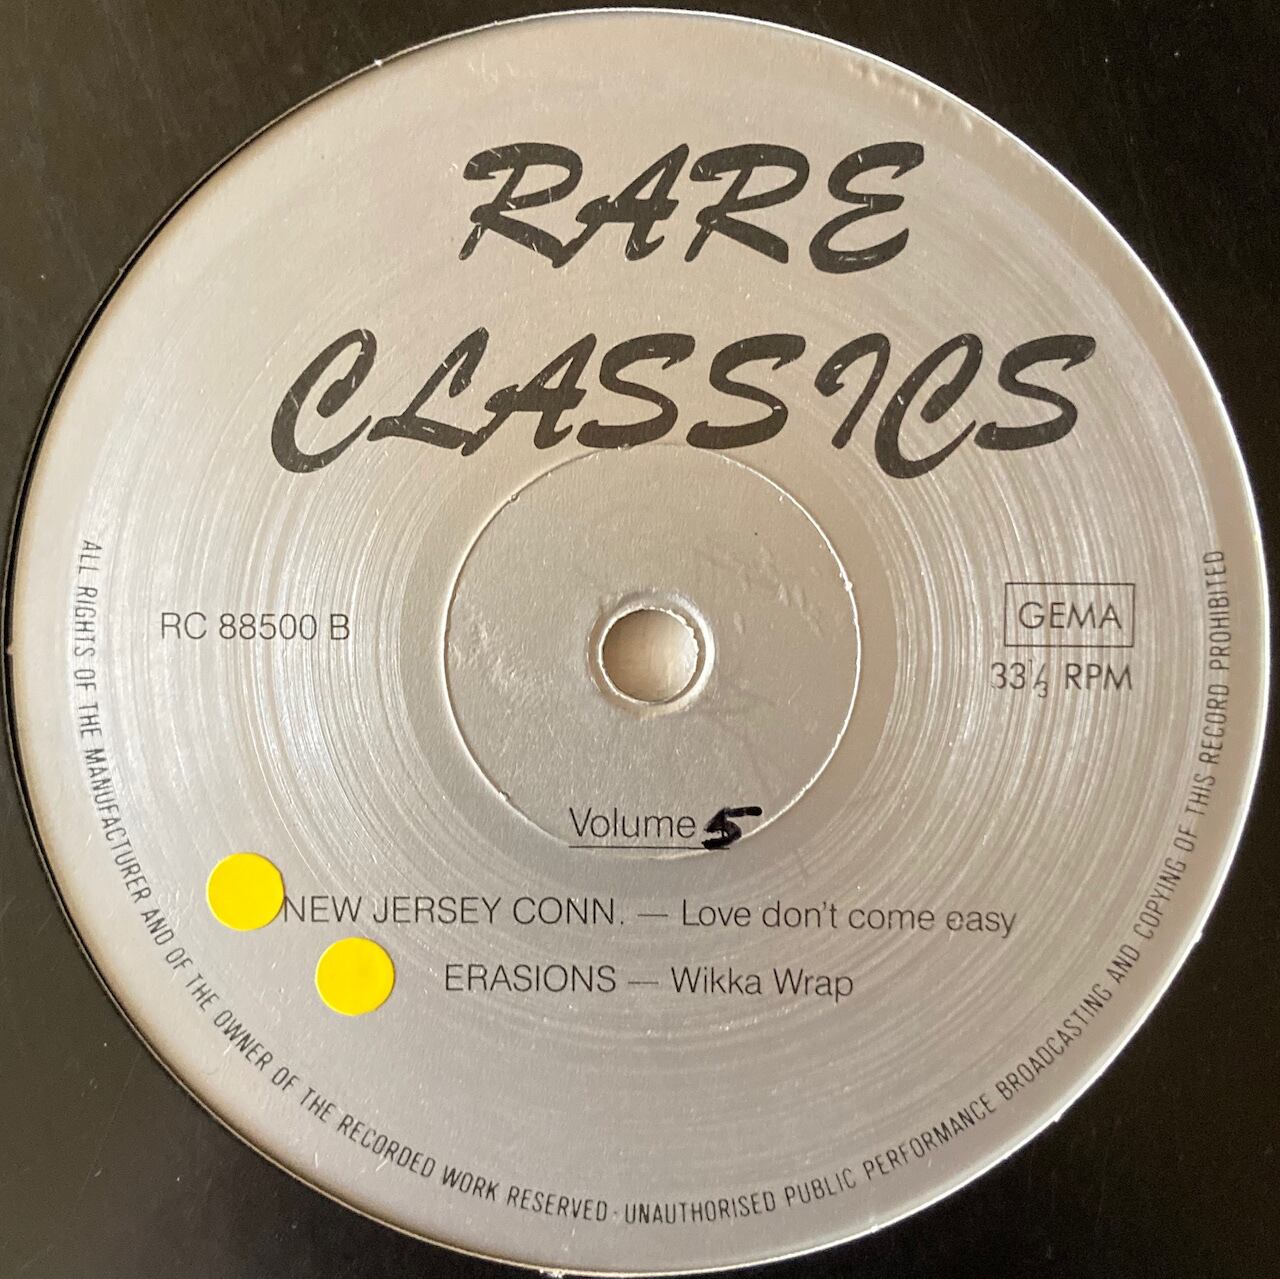 RARE
CLASSICS
RC 88500 B
GEMA
33 1/3 RPM
Volume 5
NEW JERSEY CONN. — Love don't come easy
ERASIONS — Wikka Wrap
ALL RIGHTS OF THE MANUFACTURER AND OF THE OWNER OF THE RECORDED WORK RESERVED · UNAUTHORISED PUBLIC PERFORMANCE BROADCASTING AND COPYING OF THIS RECORD PROHIBITED